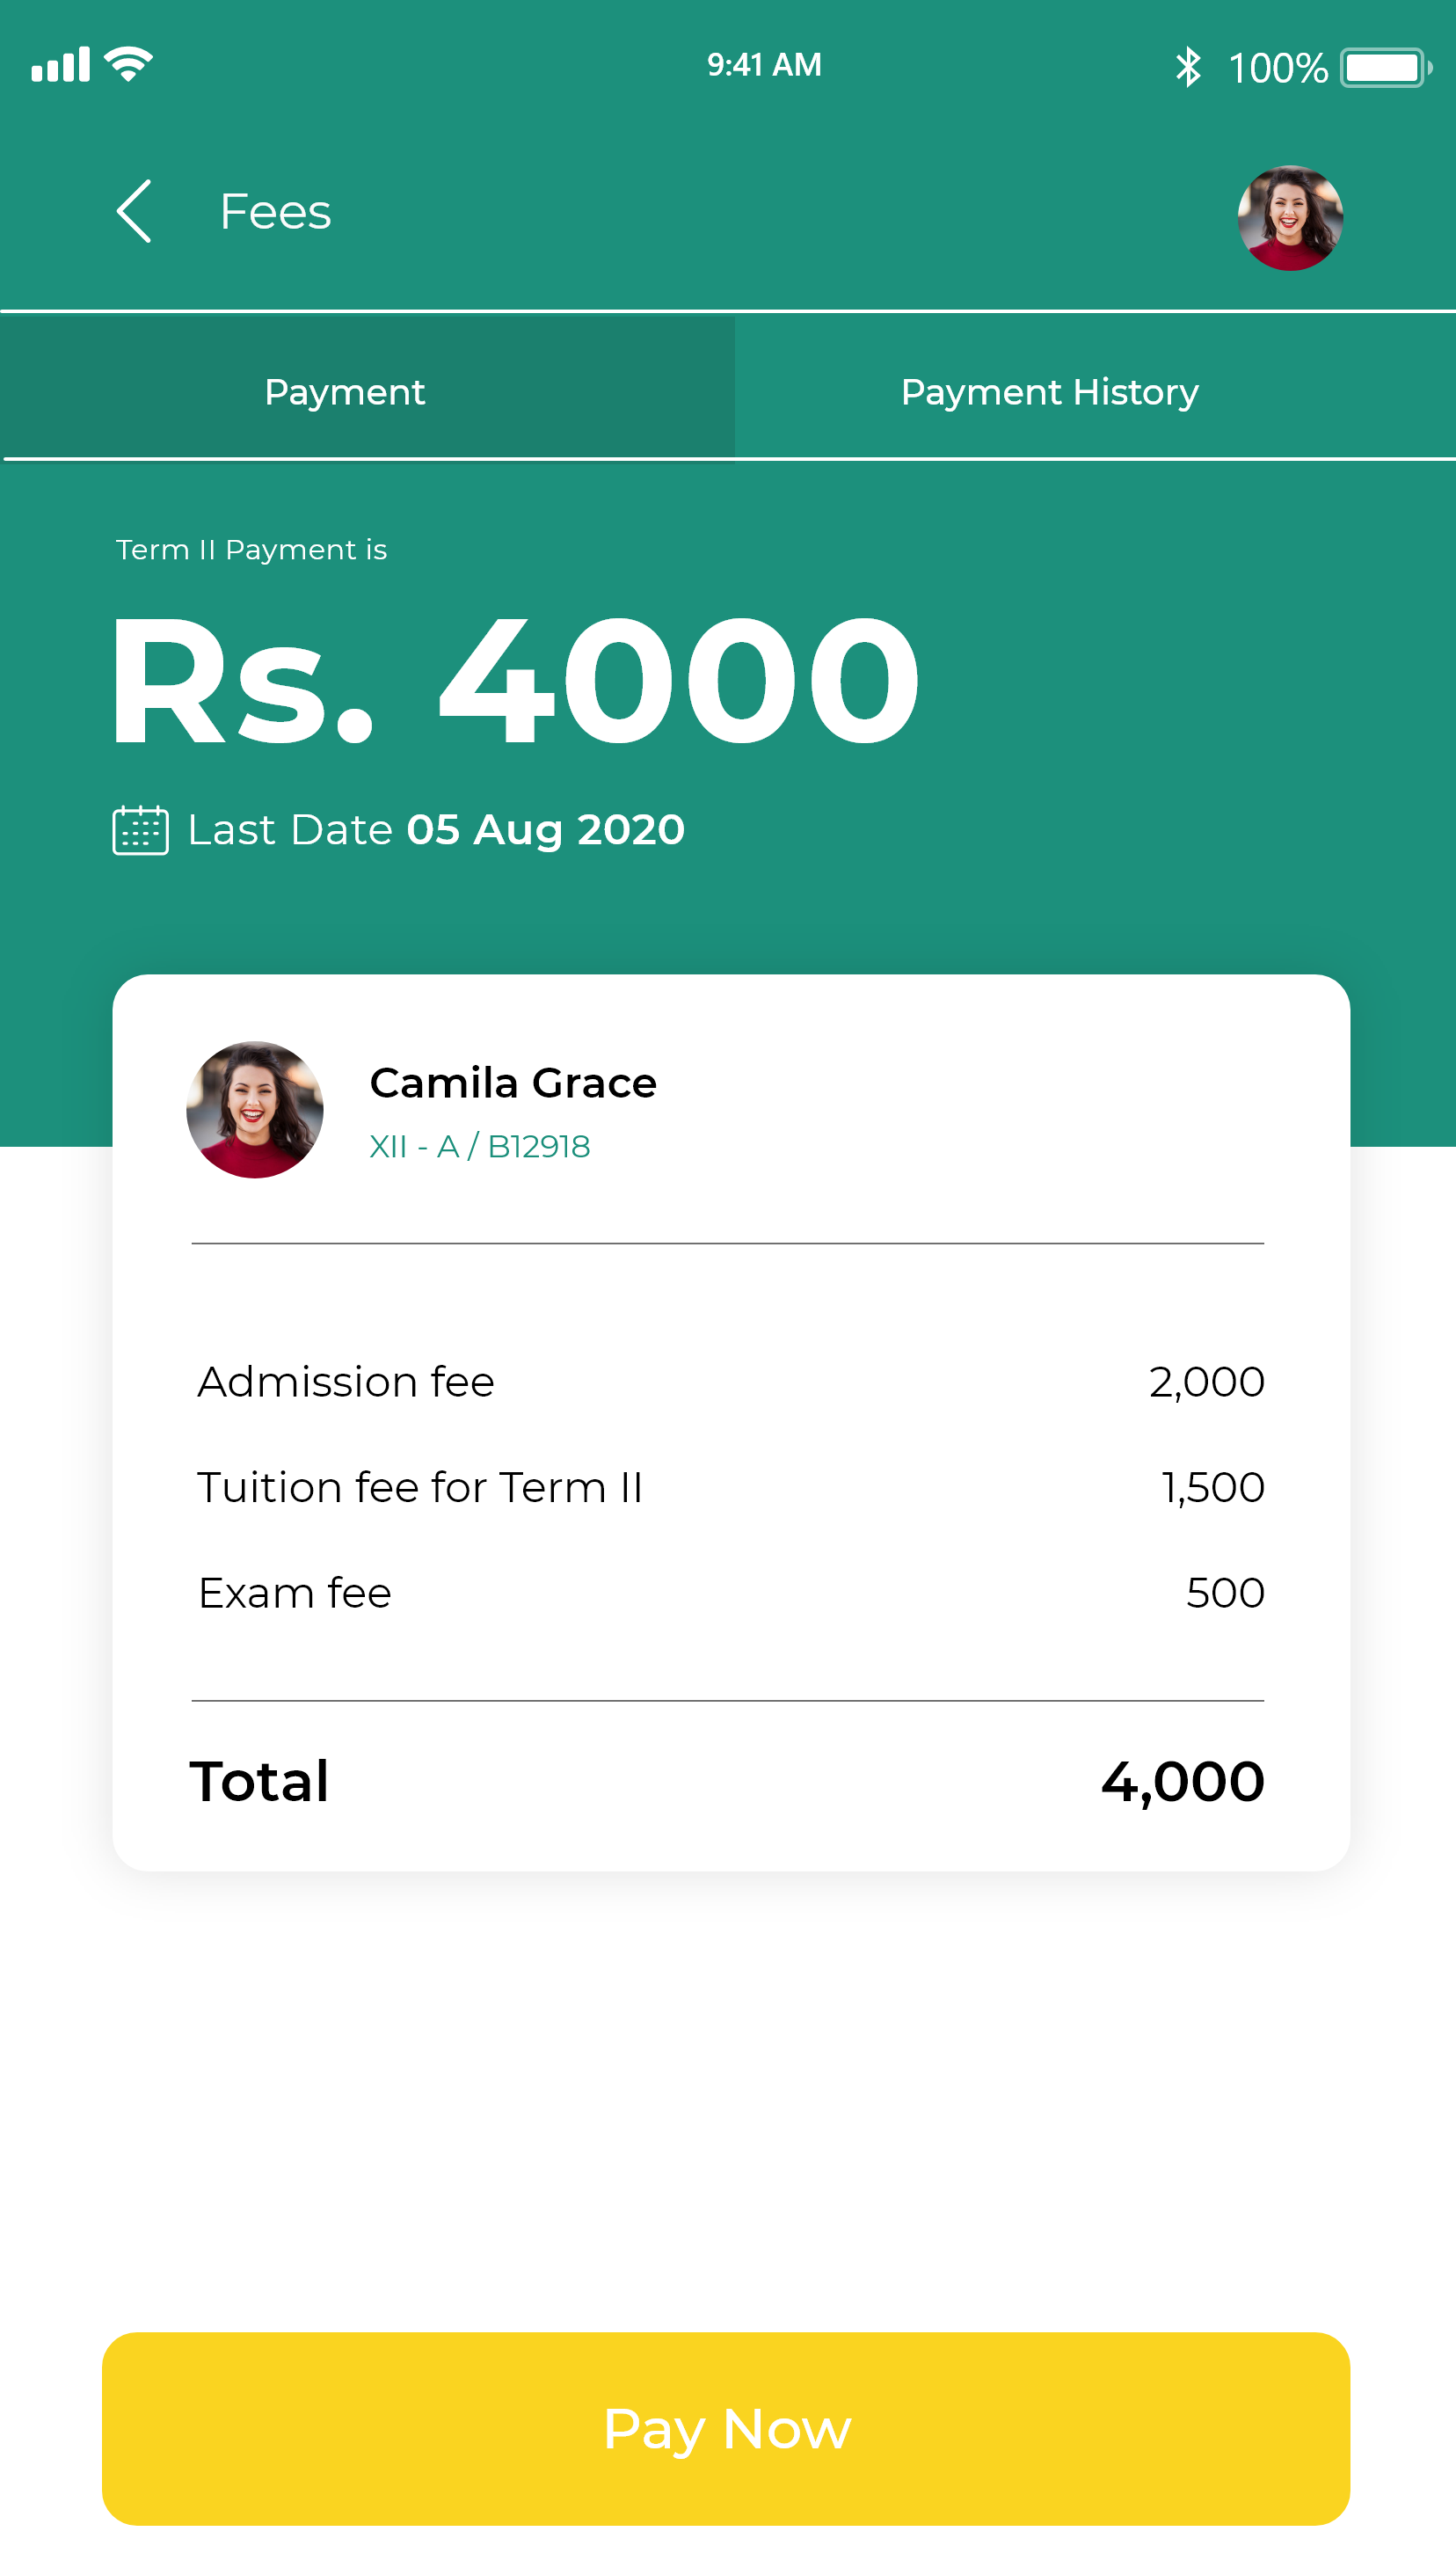 9:41 AM
100%
Fees
Payment
Payment History
Term II Payment is
Rs. 4000
Last Date 05 Aug 2020
Camila Grace
XII - A / B12918
Admission fee 2,000
Tuition fee for Term II 1,500
Exam fee 500
Total 4,000
Pay Now